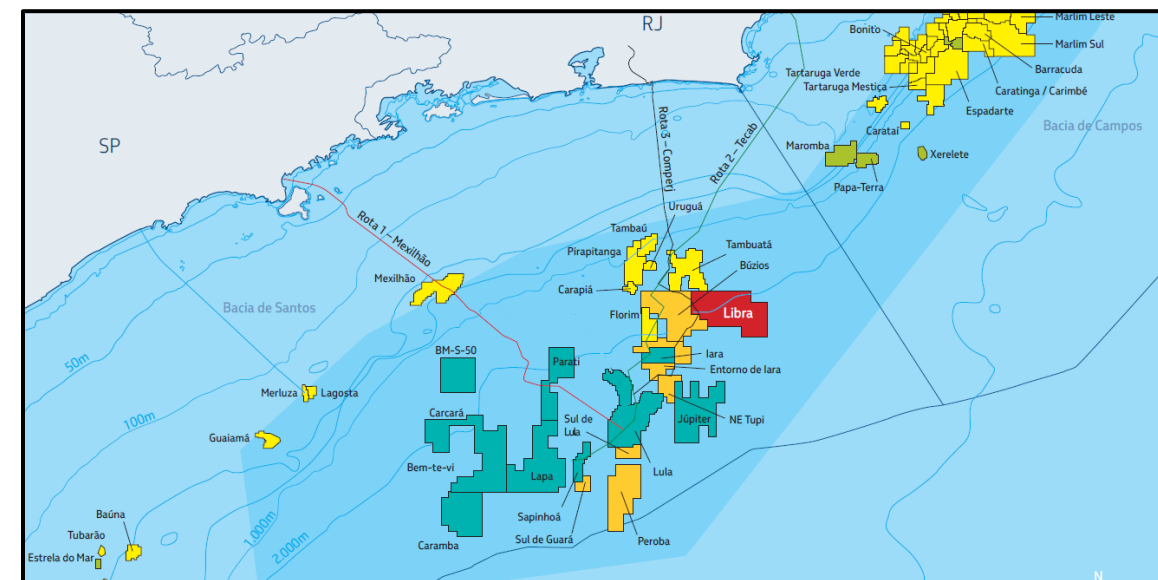 RJ
Marlim Leste
Bonito
Marlim Sul
Barracuda
Tartaruga Verde
Tartaruga Mestiça
Caratinga / Carimbé
Espadarte
Carataí
Bacia de Campos
SP
Maromba
Xerelete
Papa-Terra
Rota 3 – Comperj
Rota 2 – Tecab
Uruguá
Tambaú
Rota 1 – Mexilhão
Pirapitanga
Tambuatá
Búzios
Mexilhão
Carapiá
Bacia de Santos
Florim
Libra
50m
BM-S-50
Parati
Iara
Entorno de Iara
Merluza
Lagosta
100m
Carcará
Sul de
Lula
Júpiter
NE Tupi
Guaiamá
Bem-te-vi
Lapa
Lula
Sapinhoá
Baúna
1.000m
Sul de Guará
Peroba
Tubarão
2.000m
Caramba
Estrela do Mar
N